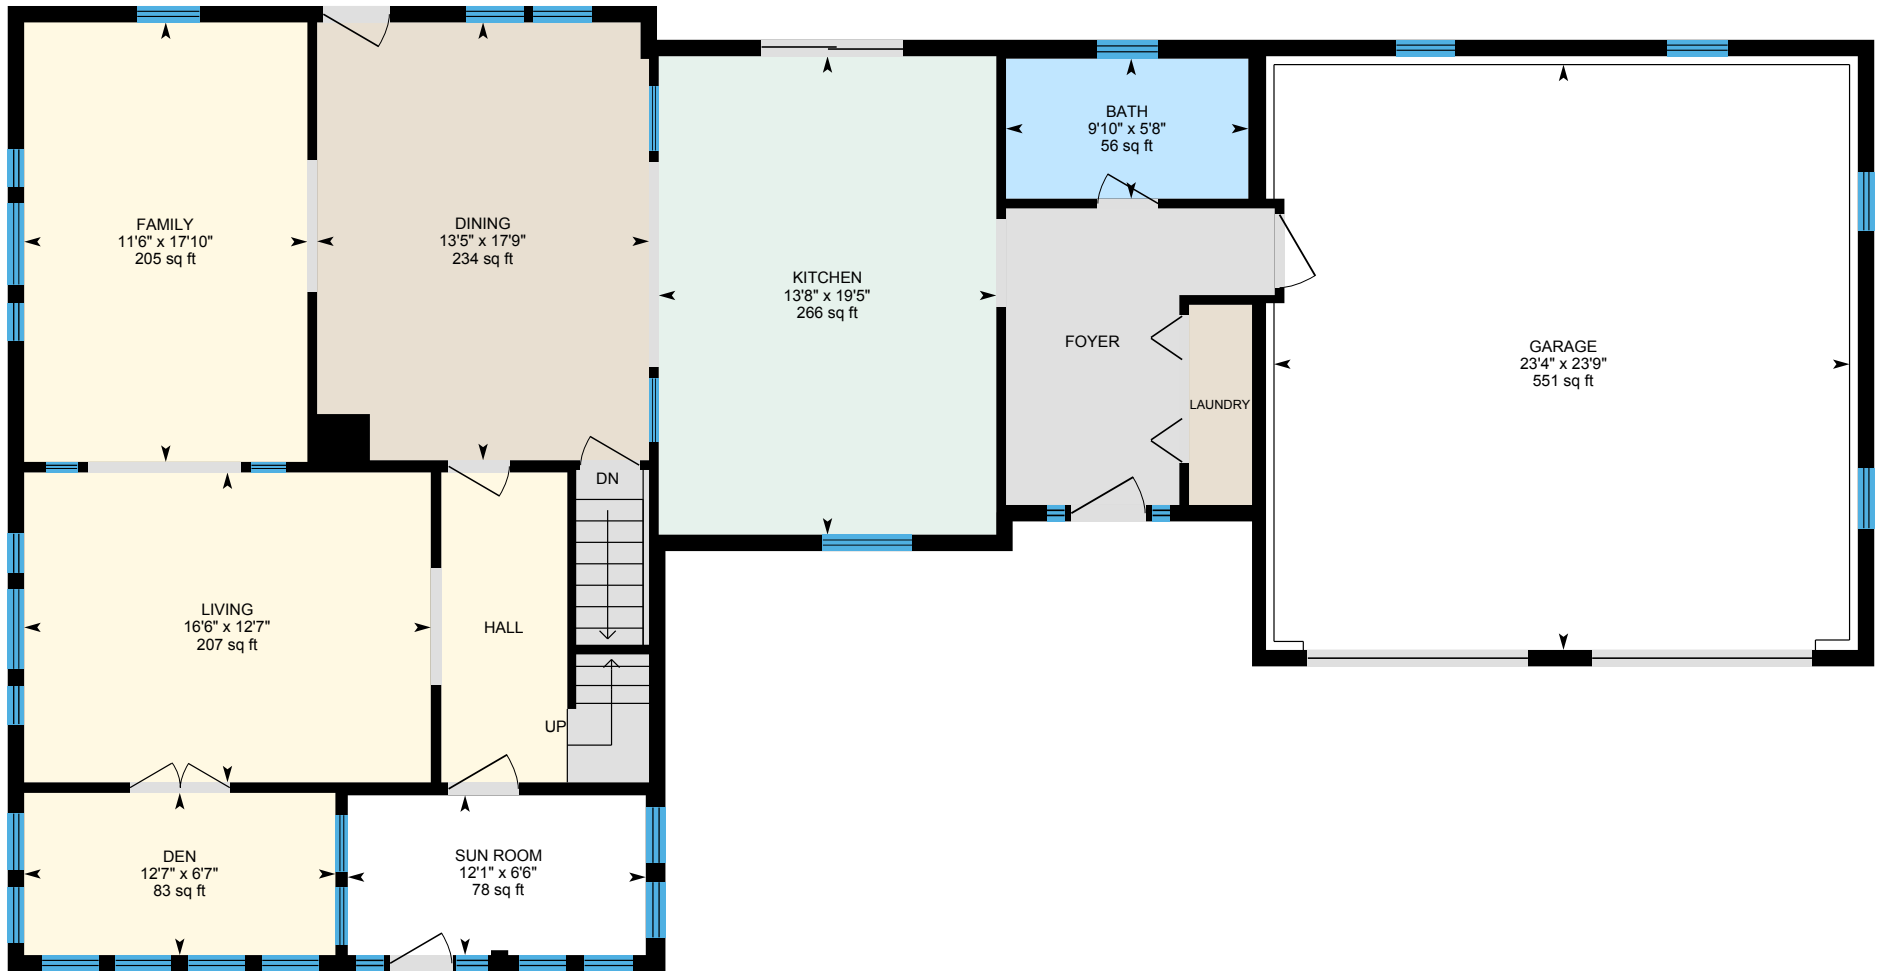 FAMILY
11'6" x 17'10"
205 sq ft
DINING
13'5" x 17'9"
234 sq ft
KITCHEN
13'8" x 19'5"
266 sq ft
BATH
9'10" x 5'8"
56 sq ft
FOYER
LAUNDRY
GARAGE
23'4" x 23'9"
551 sq ft
DN
LIVING
16'6" x 12'7"
207 sq ft
HALL
UP
DEN
12'7" x 6'7"
83 sq ft
SUN ROOM
12'1" x 6'6"
78 sq ft